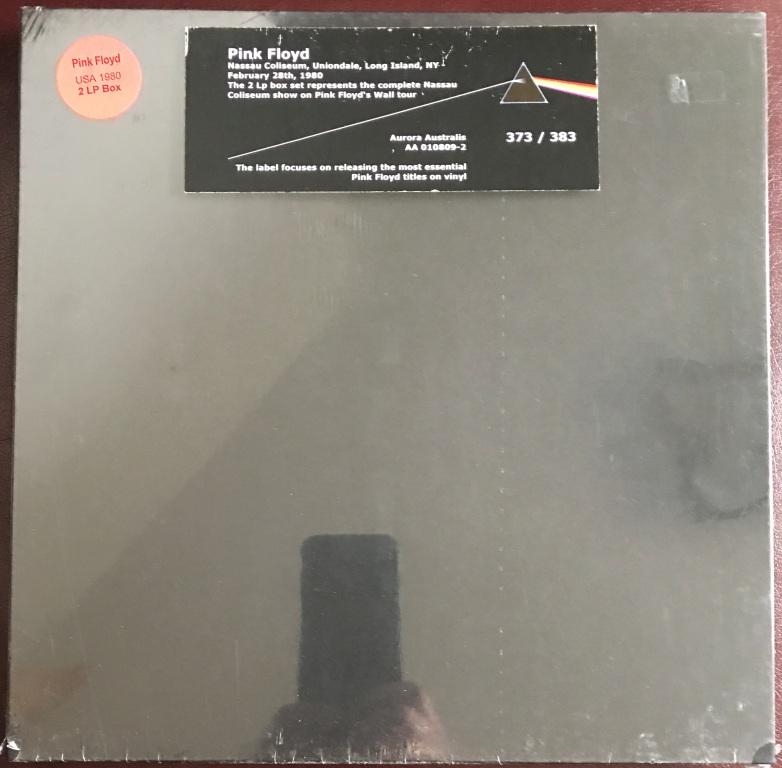 Pink Floyd
USA 1980
2 LP Box
Pink Floyd
Nassau Coliseum, Uniondale, Long Island, NY
February 28th, 1980
The 2 Lp box set represents the complete Nassau
Coliseum show on Pink Floyd's Wall tour
Aurora Australis
AA 010809-2
373 / 383
The label focuses on releasing the most essential
Pink Floyd titles on vinyl